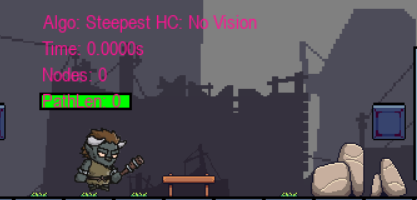 Algo: Steepest HC: No Vision
Time: 0.0000s
Nodes: 0
PathLen: 0